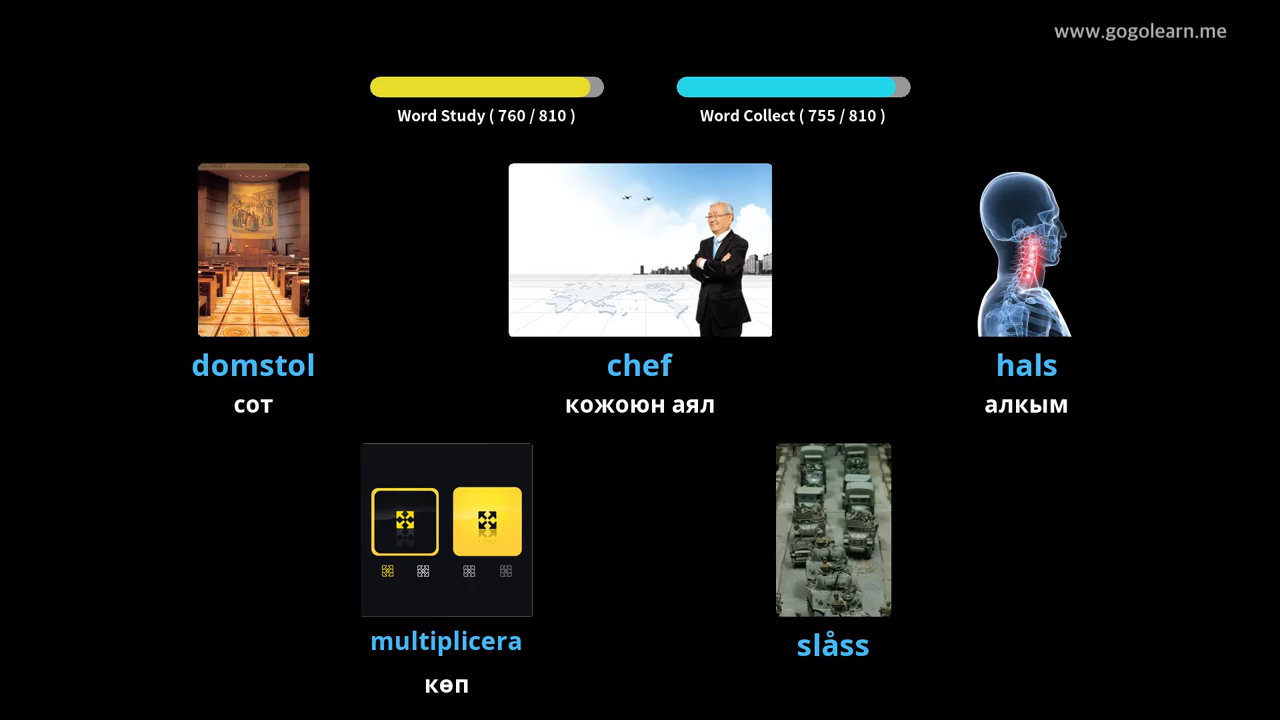 www.gogolearn.me
Word Study ( 760 / 810 )
Word Collect ( 755 / 810 )
domstol
сот
chef
кожоюн аял
hals
алкым
multiplicera
көп
slåss